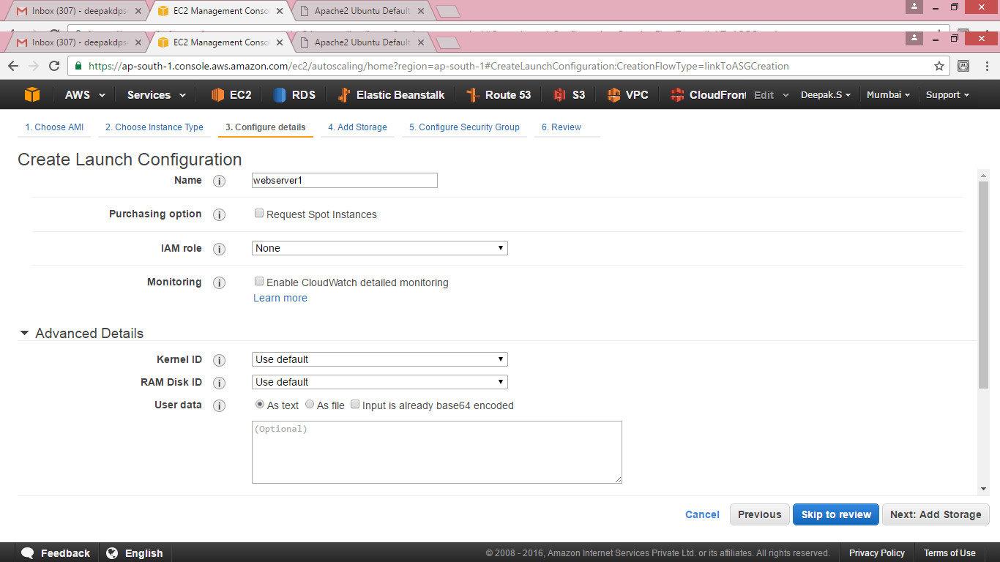 Inbox (307) - deepakdps
EC2 Management Conso
Apache2 Ubuntu Default
Inbox (307) - deepakdps
EC2 Management Conso
Apache2 Ubuntu Default
https://ap-south-1.console.aws.amazon.com/ec2/autoscaling/home?region=ap-south-1#CreateLaunchConfiguration:CreationFlowType=linkToASGCreation
AWS Services EC2 RDS Elastic Beanstalk Route 53 S3 VPC CloudFront Edit Deepak.S Mumbai Support
1. Choose AMI 2. Choose Instance Type 3. Configure details 4. Add Storage 5. Configure Security Group 6. Review
Create Launch Configuration
Name webserver1
Purchasing option Request Spot Instances
IAM role None
Monitoring Enable CloudWatch detailed monitoring
Learn more
Advanced Details
Kernel ID Use default
RAM Disk ID Use default
User data As text As file Input is already base64 encoded
(Optional)
Cancel Previous Skip to review Next: Add Storage
Feedback English © 2008 - 2016, Amazon Internet Services Private Ltd. or its affiliates. All rights reserved. Privacy Policy Terms of Use